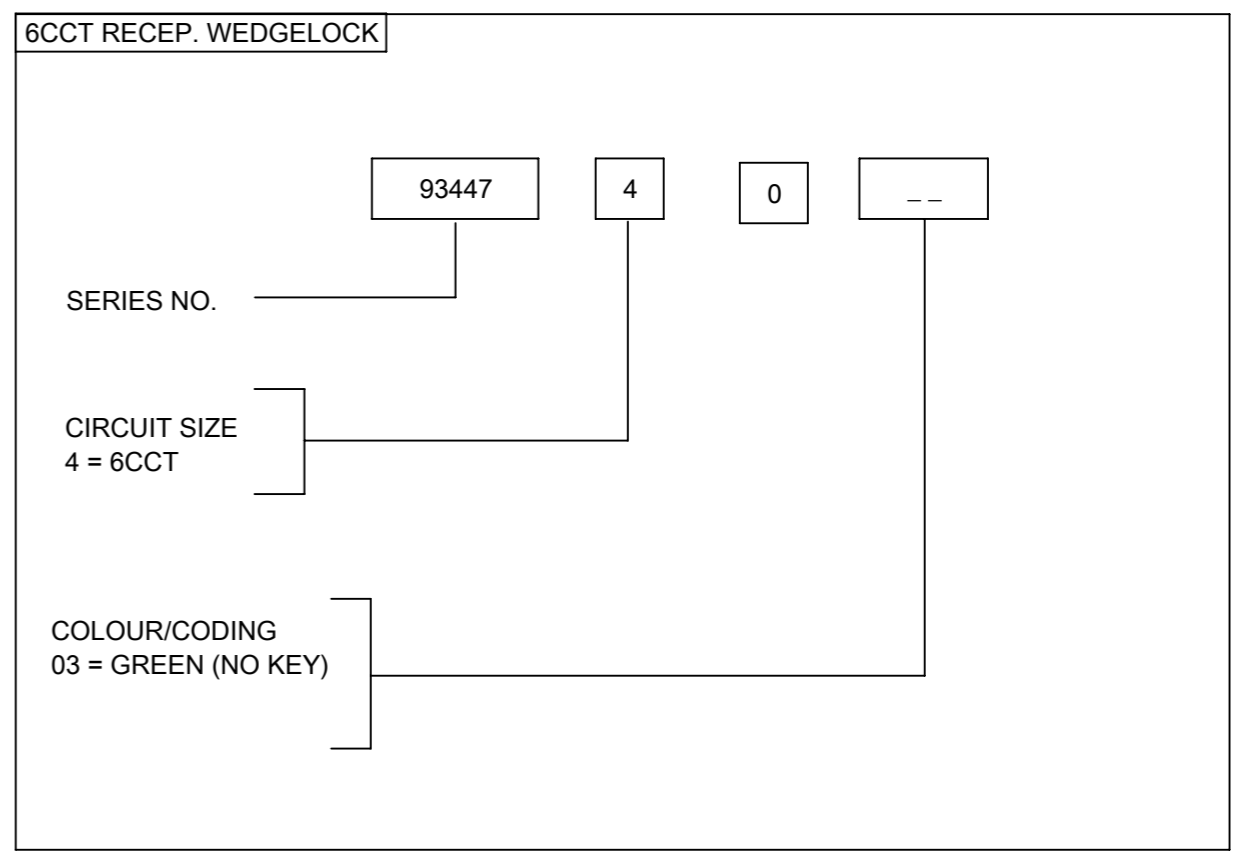 6CCT RECEP. WEDGELOCK
93447 4 0 _ _
SERIES NO.
CIRCUIT SIZE
4 = 6CCT
COLOUR/CODING
03 = GREEN (NO KEY)